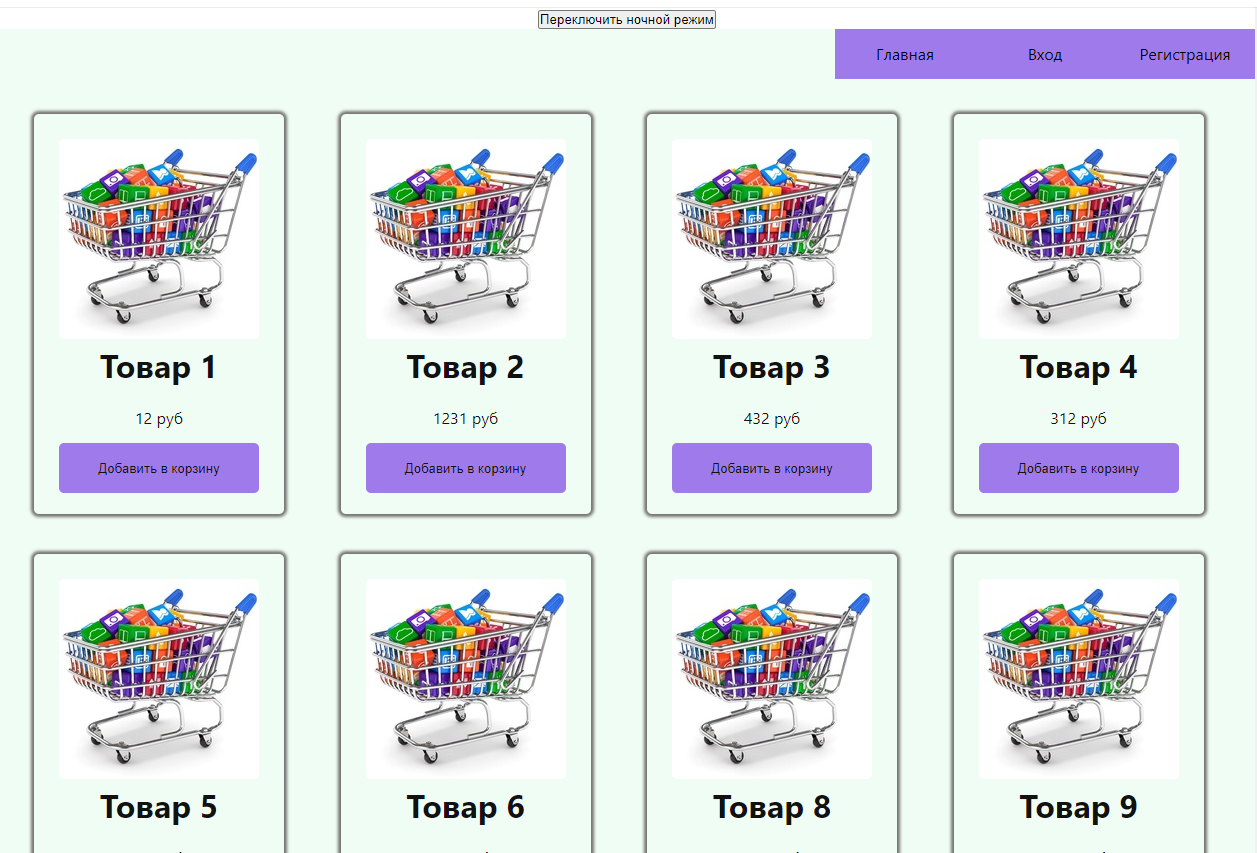 Переключить ночной режим
Главная Вход Регистрация
Товар 1 Товар 2 Товар 3 Товар 4
12 руб 1231 руб 432 руб 312 руб
Добавить в корзину Добавить в корзину Добавить в корзину Добавить в корзину
Товар 5 Товар 6 Товар 8 Товар 9